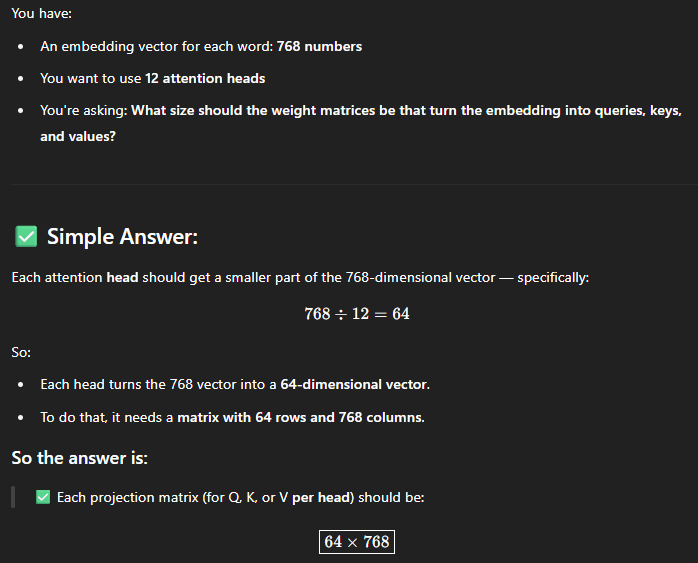 You have:
• An embedding vector for each word: 768 numbers
• You want to use 12 attention heads
• You're asking: What size should the weight matrices be that turn the embedding into queries, keys,
and values?
✅ Simple Answer:
Each attention head should get a smaller part of the 768-dimensional vector — specifically:
768 ÷ 12 = 64
So:
• Each head turns the 768 vector into a 64-dimensional vector.
• To do that, it needs a matrix with 64 rows and 768 columns.
So the answer is:
✅ Each projection matrix (for Q, K, or V per head) should be:
64 × 768